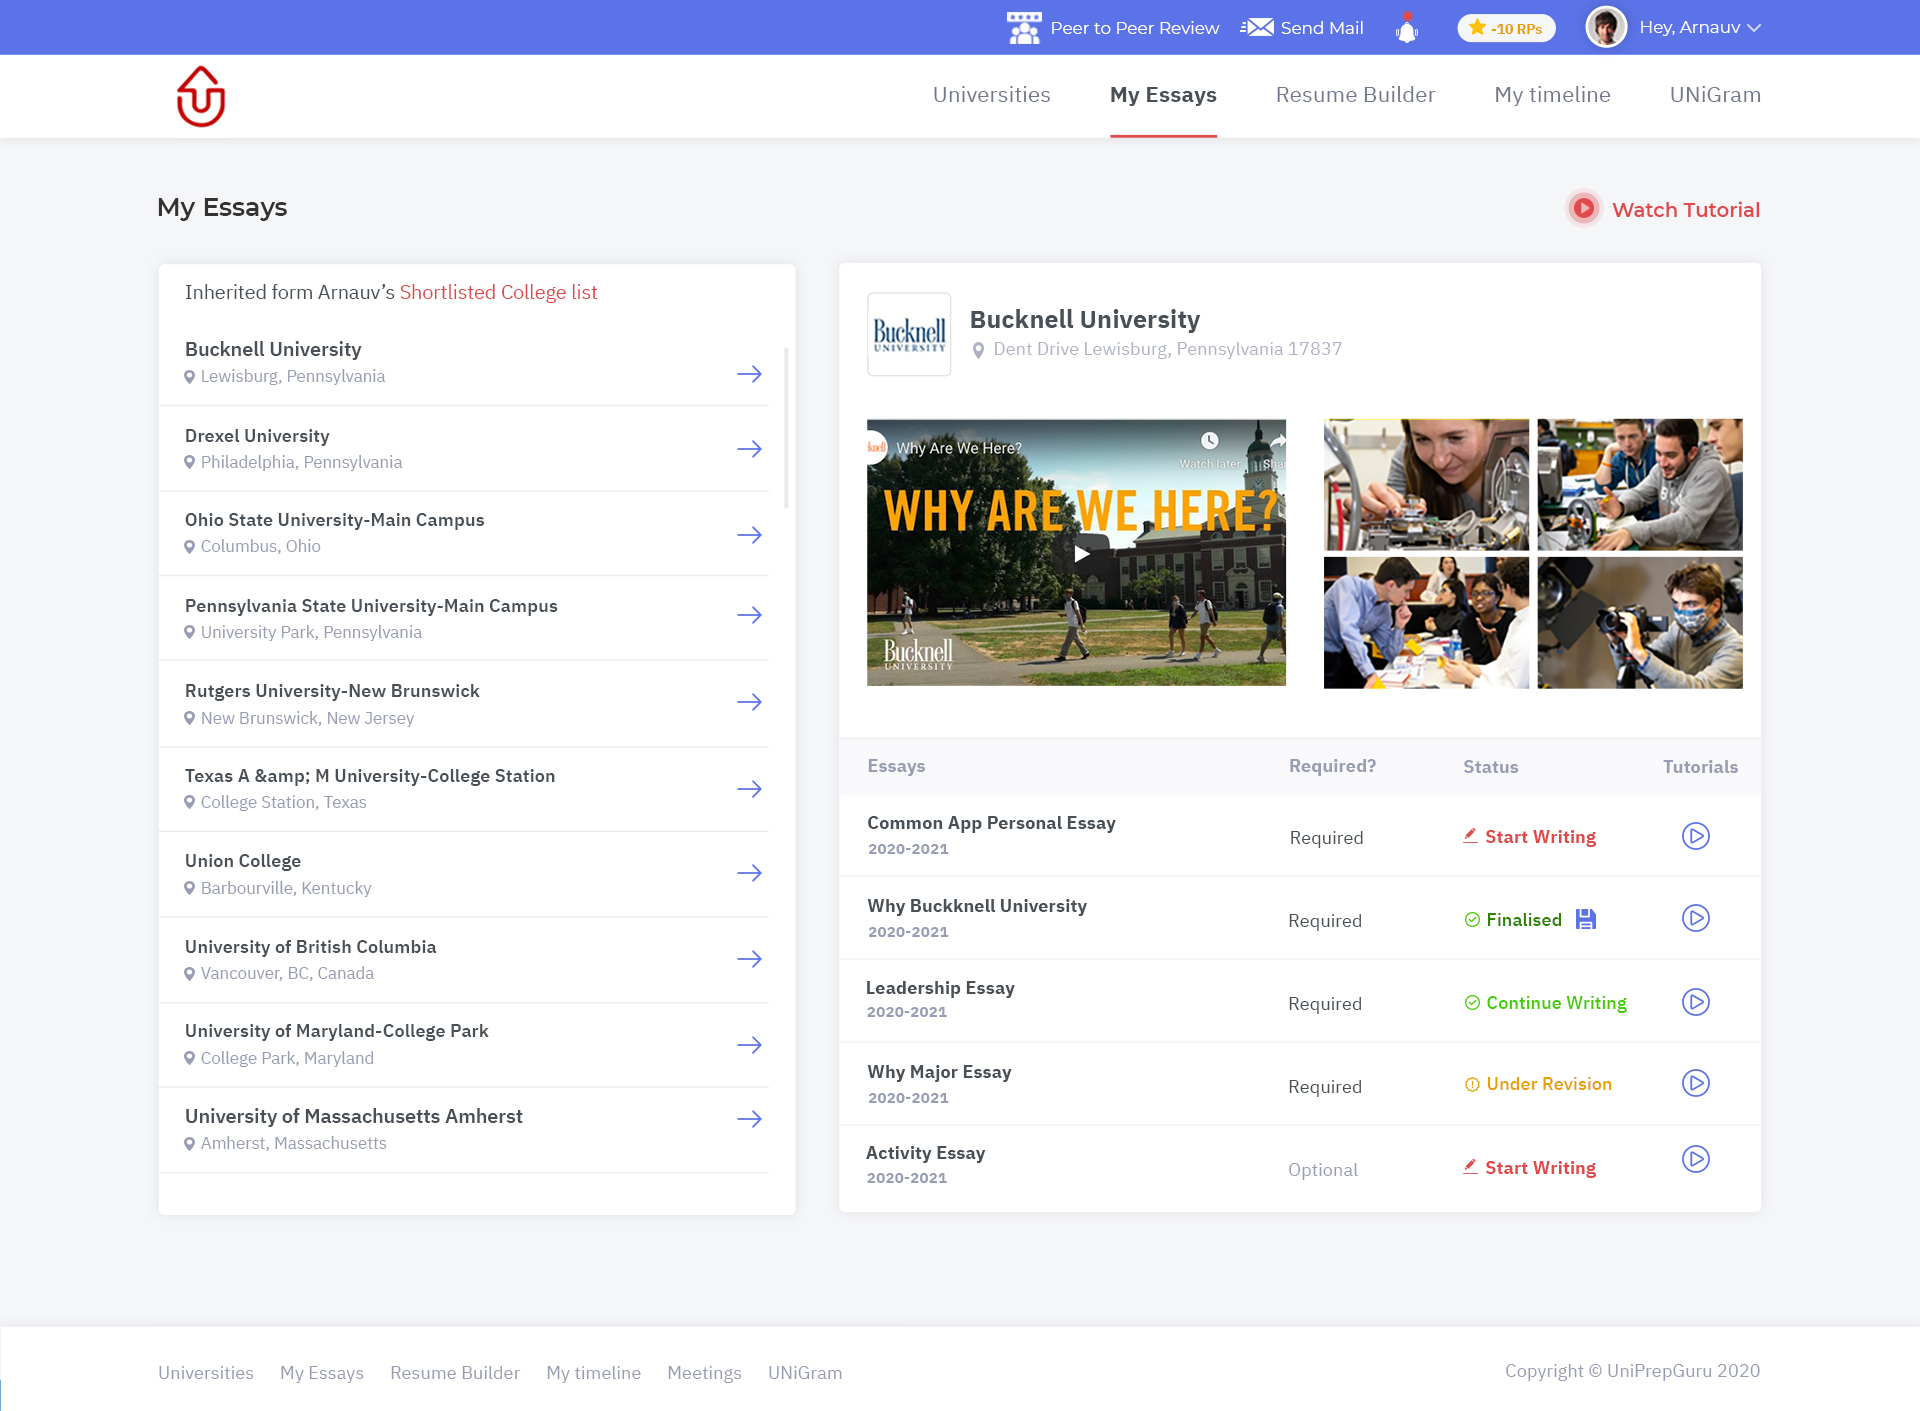 Peer to Peer Review
Send Mail
-10 RPs
Hey, Arnauv
Universities
My Essays
Resume Builder
My timeline
UNiGram
My Essays
Watch Tutorial
Inherited form Arnauv’s Shortlisted College list
Bucknell University
Lewisburg, Pennsylvania
Drexel University
Philadelphia, Pennsylvania
Ohio State University-Main Campus
Columbus, Ohio
Pennsylvania State University-Main Campus
University Park, Pennsylvania
Rutgers University-New Brunswick
New Brunswick, New Jersey
Texas A &amp; M University-College Station
College Station, Texas
Union College
Barbourville, Kentucky
University of British Columbia
Vancouver, BC, Canada
University of Maryland-College Park
College Park, Maryland
University of Massachusetts Amherst
Amherst, Massachusetts
Bucknell
UNIVERSITY
Bucknell University
Dent Drive Lewisburg, Pennsylvania 17837
Why Are We Here?
Watch later
Shar
WHY ARE WE HERE?
Bucknell
UNIVERSITY
Essays
Required?
Status
Tutorials
Common App Personal Essay
2020-2021
Required
Start Writing
Why Buckknell University
2020-2021
Required
Finalised
Leadership Essay
2020-2021
Required
Continue Writing
Why Major Essay
2020-2021
Required
Under Revision
Activity Essay
2020-2021
Optional
Start Writing
Universities
My Essays
Resume Builder
My timeline
Meetings
UNiGram
Copyright © UniPrepGuru 2020